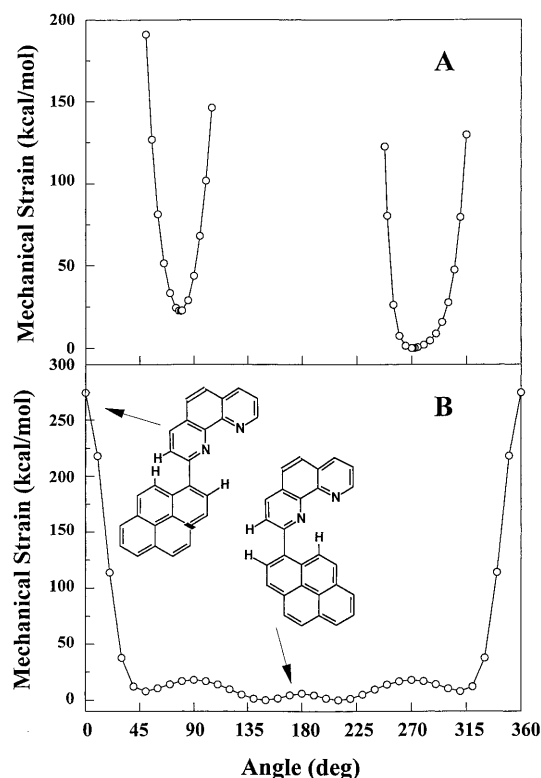 200
150
100
50
0
Mechanical Strain (kcal/mol)
A
300
250
200
150
100
50
0
Mechanical Strain (kcal/mol)
B
N
N
H
H
H
N
N
H
H
H
0 45 90 135 180 225 270 315 360
Angle (deg)